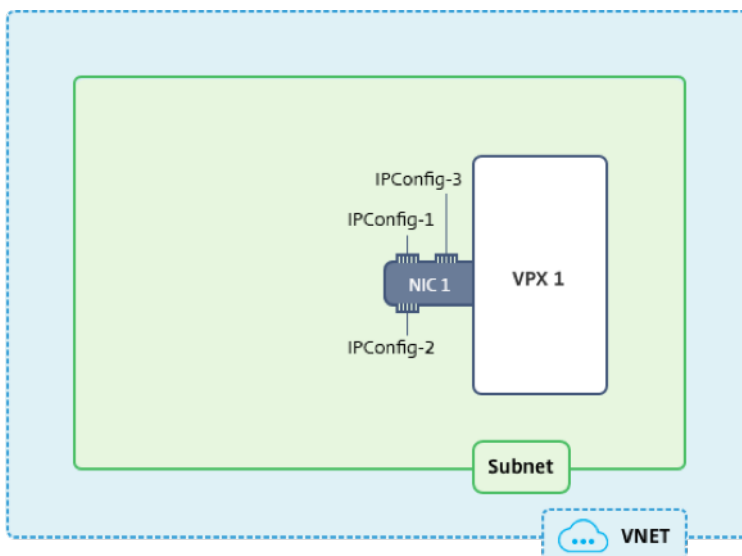 IPConfig-3
IPConfig-1
NIC 1
VPX 1
IPConfig-2
Subnet
VNET